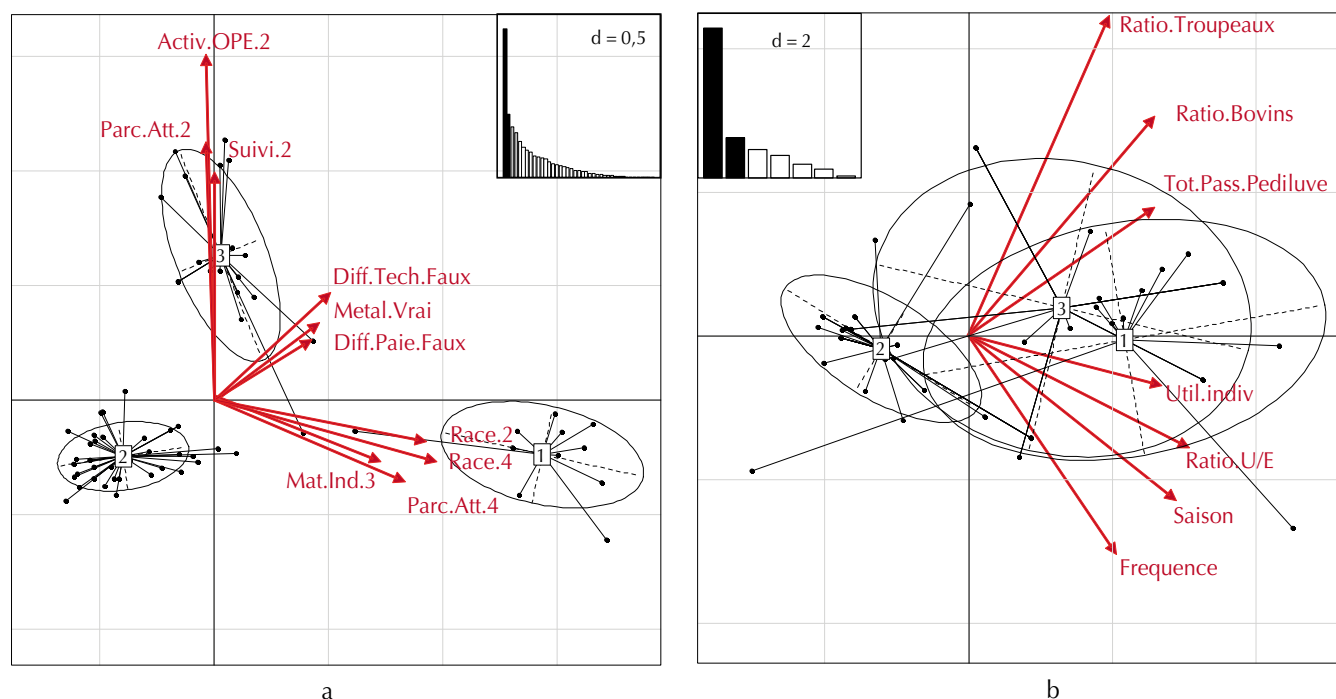 Activ.OPE.2
d = 0,5
Parc.Att.2
Suivi.2
3
Diff.Tech.Faux
Metal.Vrai
Diff.Paie.Faux
Race.2
2
1
Race.4
Mat.Ind.3
Parc.Att.4
a
Ratio.Troupeaux
d = 2
Ratio.Bovins
Tot.Pass.Pediluve
3
1
2
Util.indiv
Ratio.U/E
Saison
Frequence
b